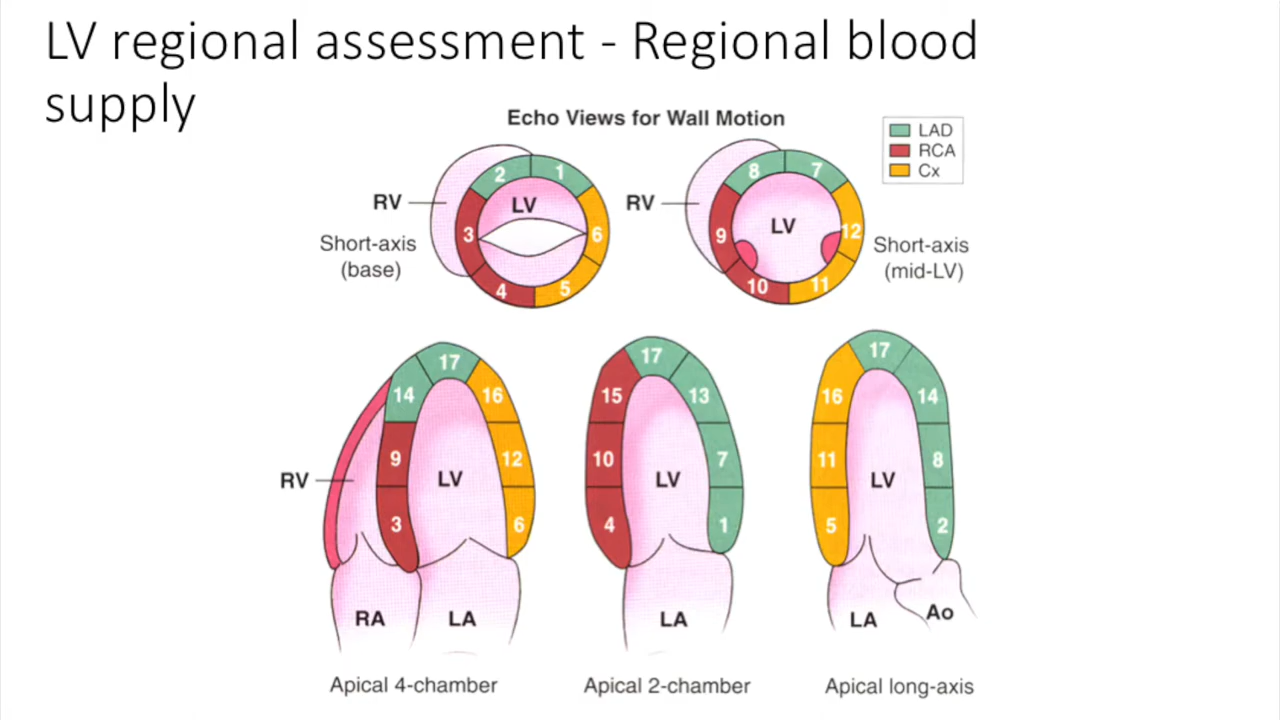 LV regional assessment - Regional blood
supply
Echo Views for Wall Motion
LAD
RCA
Cx
RV
LV
2
1
3
6
4
5
Short-axis
(base)
RV
LV
8
7
9
12
10
11
Short-axis
(mid-LV)
17
14
16
9
12
3
6
RV
LV
RA
LA
Apical 4-chamber
17
15
13
10
7
4
1
LV
LA
Apical 2-chamber
17
16
14
11
8
5
2
LV
LA
Ao
Apical long-axis